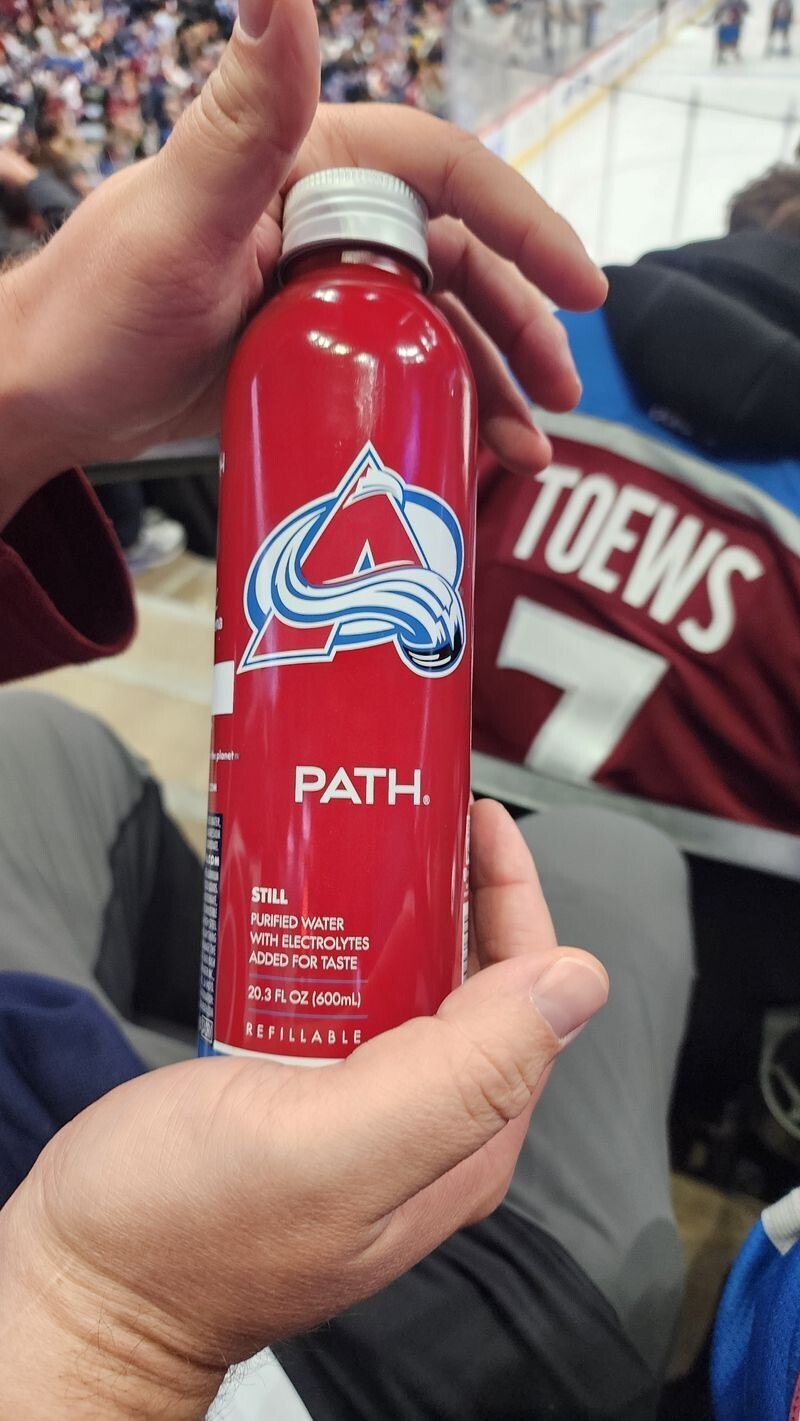 TOEWS
7
PATH®
STILL
PURIFIED WATER
WITH ELECTROLYTES
ADDED FOR TASTE
20.3 FL OZ (600mL)
REFILLABLE